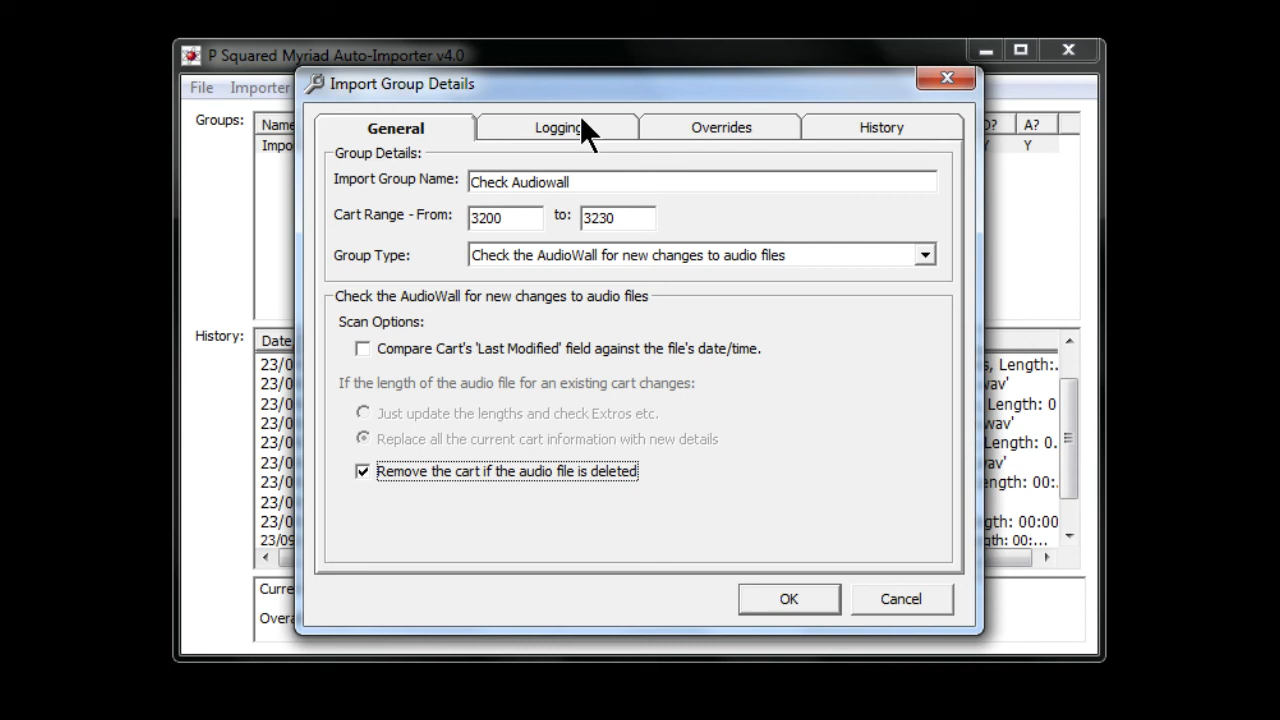 P Squared Myriad Auto-Importer v4.0
File Importer
Import Group Details
General Logging Overrides History
Groups:
Name
D? A?
Impo
Y Y
Group Details:
Import Group Name: Check Audiowall
Cart Range - From: 3200 to: 3230
Group Type: Check the AudioWall for new changes to audio files
Check the AudioWall for new changes to audio files
Scan Options:
Compare Cart's 'Last Modified' field against the file's date/time.
If the length of the audio file for an existing cart changes:
Just update the lengths and check Extros etc.
Replace all the current cart information with new details
Remove the cart if the audio file is deleted
OK Cancel
History:
Date
23/0 s, Length:.
23/0 wav'
23/0 Length: 0
23/0 wav'
23/0 Length: 0.
23/0 av'
23/0 ngth: 00:.
23/0
23/0 gth: 00:00
23/09 gth: 00:...
Curre
Overa